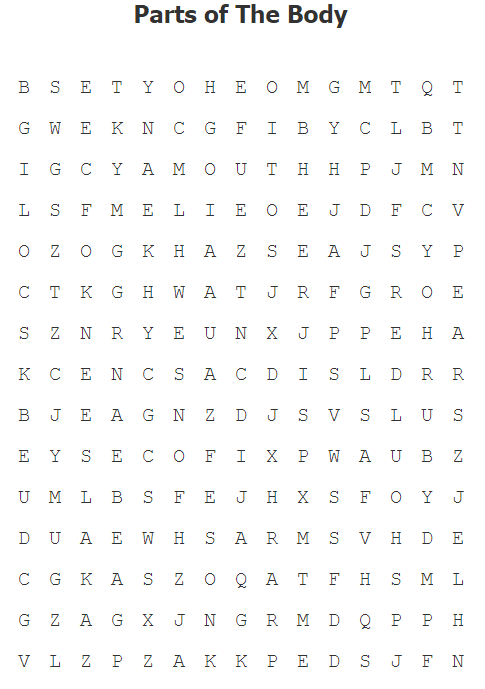 Parts of The Body
B S E T Y O H E O M G M T Q T
G W E K N C G F I B Y C L B T
I G C Y A M O U T H H P J M N
L S F M E L I E O E J D F C V
O Z O G K H A Z S E A J S Y P
C T K G H W A T J R F G R O E
S Z N R Y E U N X J P P E H A
K C E N C S A C D I S L D R R
B J E A G N Z D J S V S L U S
E Y S E C O F I X P W A U B Z
U M L B S F E J H X S F O Y J
D U A E W H S A R M S V H D E
C G K A S Z O Q A T F H S M L
G Z A G X J N G R M D Q P P H
V L Z P Z A K K P E D S J F N